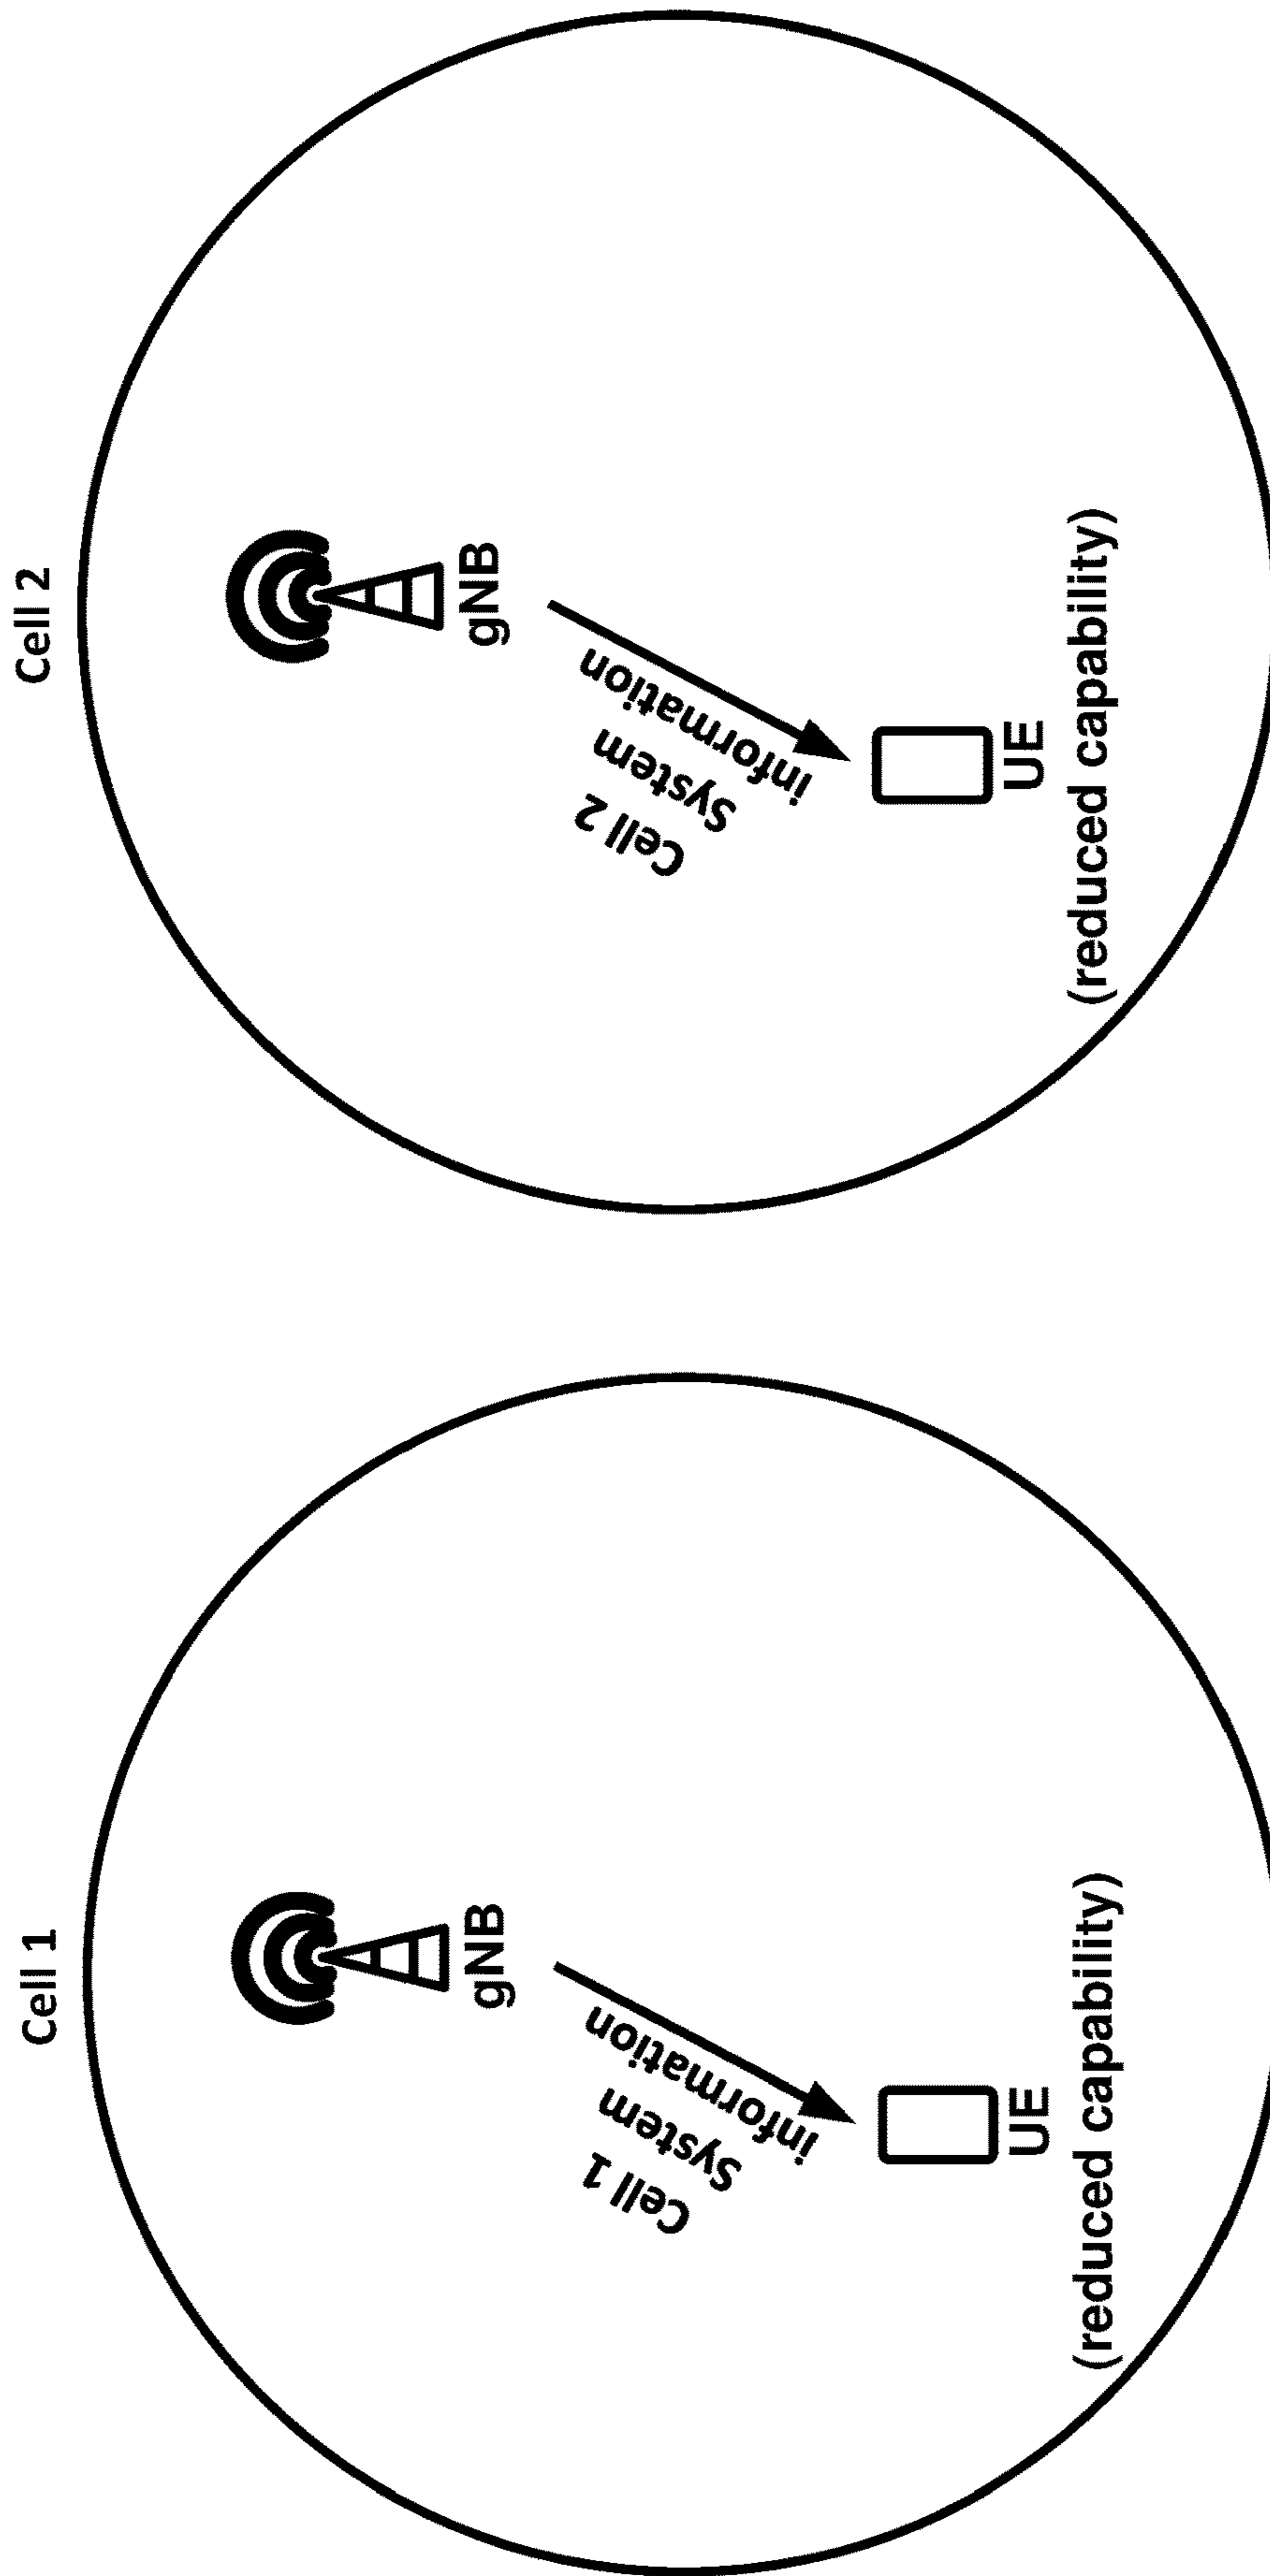 Cell 1
gNB
Cell 1
System
information
UE
(reduced capability)
Cell 2
gNB
Cell 2
System
information
UE
(reduced capability)